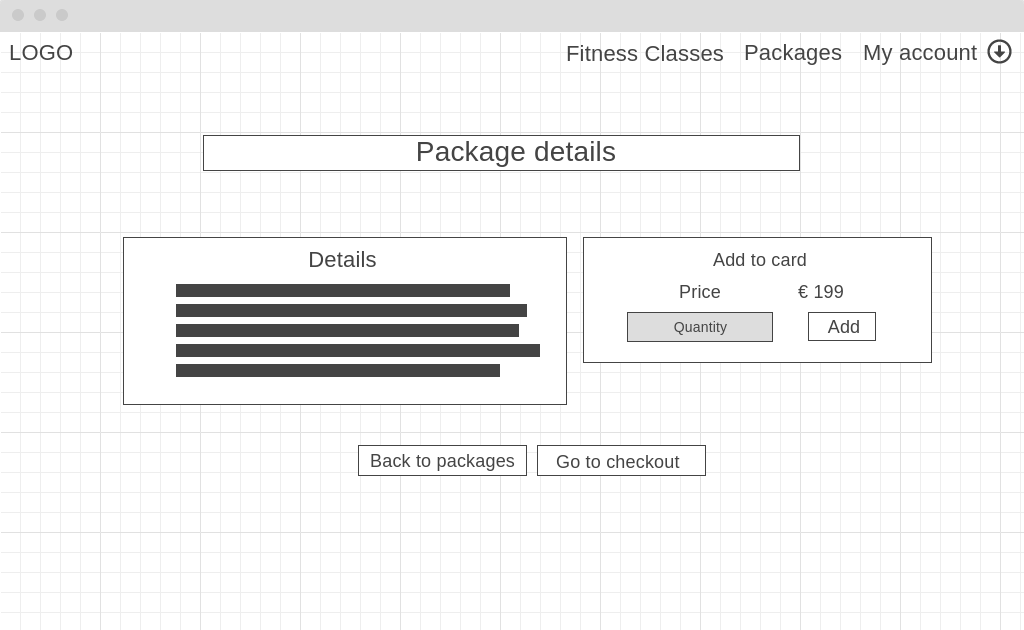 LOGO
Fitness Classes
Packages
My account
Package details
Details
Add to card
Price
€ 199
Quantity
Add
Back to packages
Go to checkout